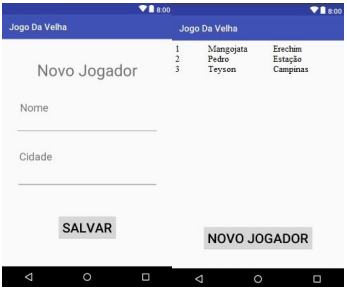 8:00
Jogo Da Velha
Novo Jogador
Nome
Cidade
SALVAR
8:00
Jogo Da Velha
1 Mangojata Erechim
2 Pedro Estação
3 Teyson Campinas
NOVO JOGADOR